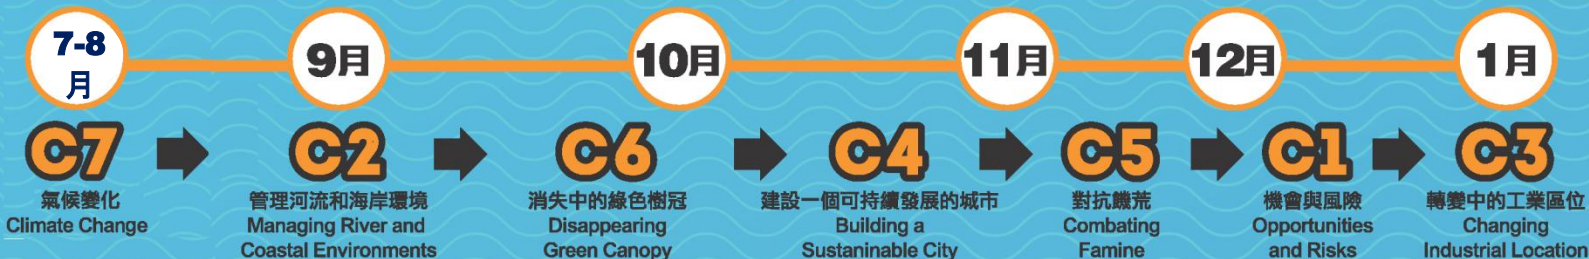 7-8
月
9月
10月
11月
12月
1月
C7
C2
C6
C4
C5
C1
C3
氣候變化
Climate Change
管理河流和海岸環境
Managing River and
Coastal Environments
消失中的綠色樹冠
Disappearing
Green Canopy
建設一個可持續發展的城市
Building a
Sustaninable City
對抗饑荒
Combating
Famine
機會與風險
Opportunities
and Risks
轉變中的工業區位
Changing
Industrial Location